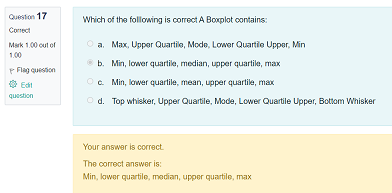 Question 17
Correct
Mark 1.00 out of
1.00
Flag question
Edit
question
Which of the following is correct A Boxplot contains:
a. Max, Upper Quartile, Mode, Lower Quartile Upper, Min
b. Min, lower quartile, median, upper quartile, max
c. Min, lower quartile, mean, upper quartile, max
d. Top whisker, Upper Quartile, Mode, Lower Quartile Upper, Bottom Whisker
Your answer is correct.
The correct answer is:
Min, lower quartile, median, upper quartile, max